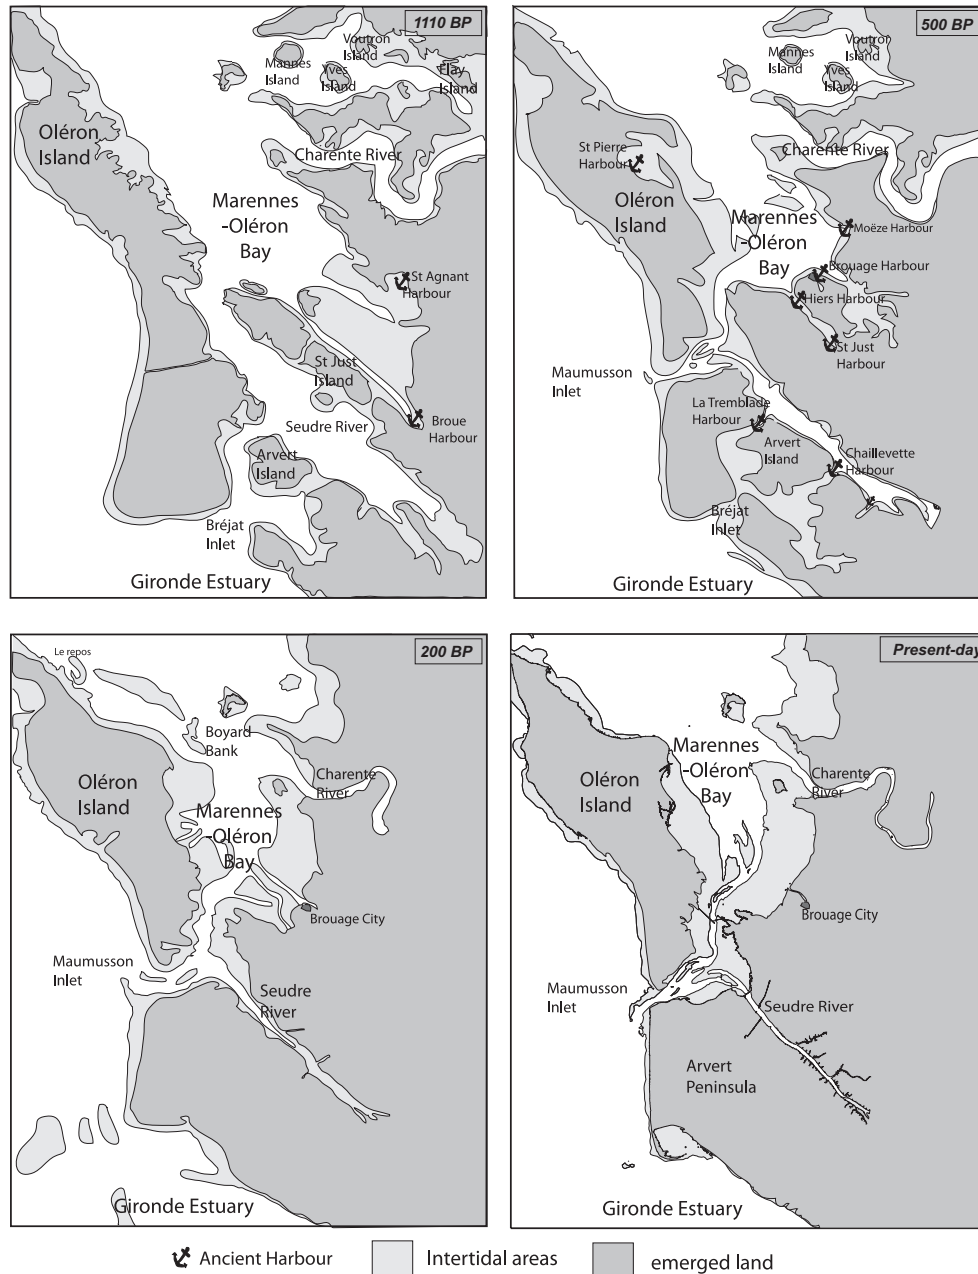 1110 BP
Voutron
Island
Mannes
Island
Yves
Island
Flay
Island
Oléron
Island
Charente River
Marennes
-Oléron
Bay
St Agnant
Harbour
St Just
Island
Seudre River
Broue
Harbour
Arvert
Island
Bréjat
Inlet
Gironde Estuary
500 BP
Mannes
Island
Voutron
Yves
Island
St Pierre
Harbour
Charente River
Oléron
Island
Marennes
-Oléron
Bay
Moëze Harbour
Brouage Harbour
Hiers Harbour
St Just
Harbour
Maumusson
Inlet
La Tremblade
Harbour
Arvert
Island
Chaillevette
Harbour
Bréjat
Inlet
Gironde Estuary
200 BP
Le repos
Boyard
Bank
Charente
River
Oléron
Island
Marennes
-Oléron
Bay
Brouage City
Maumusson
Inlet
Seudre
River
Gironde Estuary
Present-day
Marennes
-Oléron
Bay
Oléron
Island
Charente
River
Brouage City
Maumusson
Inlet
Seudre River
Arvert
Peninsula
Gironde Estuary
Ancient Harbour
Intertidal areas
emerged land